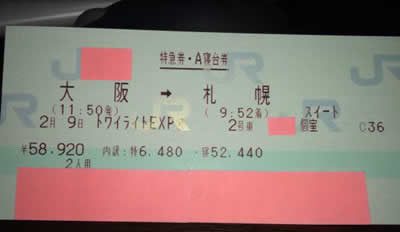 特急券・A寝台券
大阪 → 札幌
(11:50発) (9:52着) スイート
2月 9日 トワイライトEXP 2号車 個室 C36
¥58,920 内訳:特6,480・寝52,440
2人用